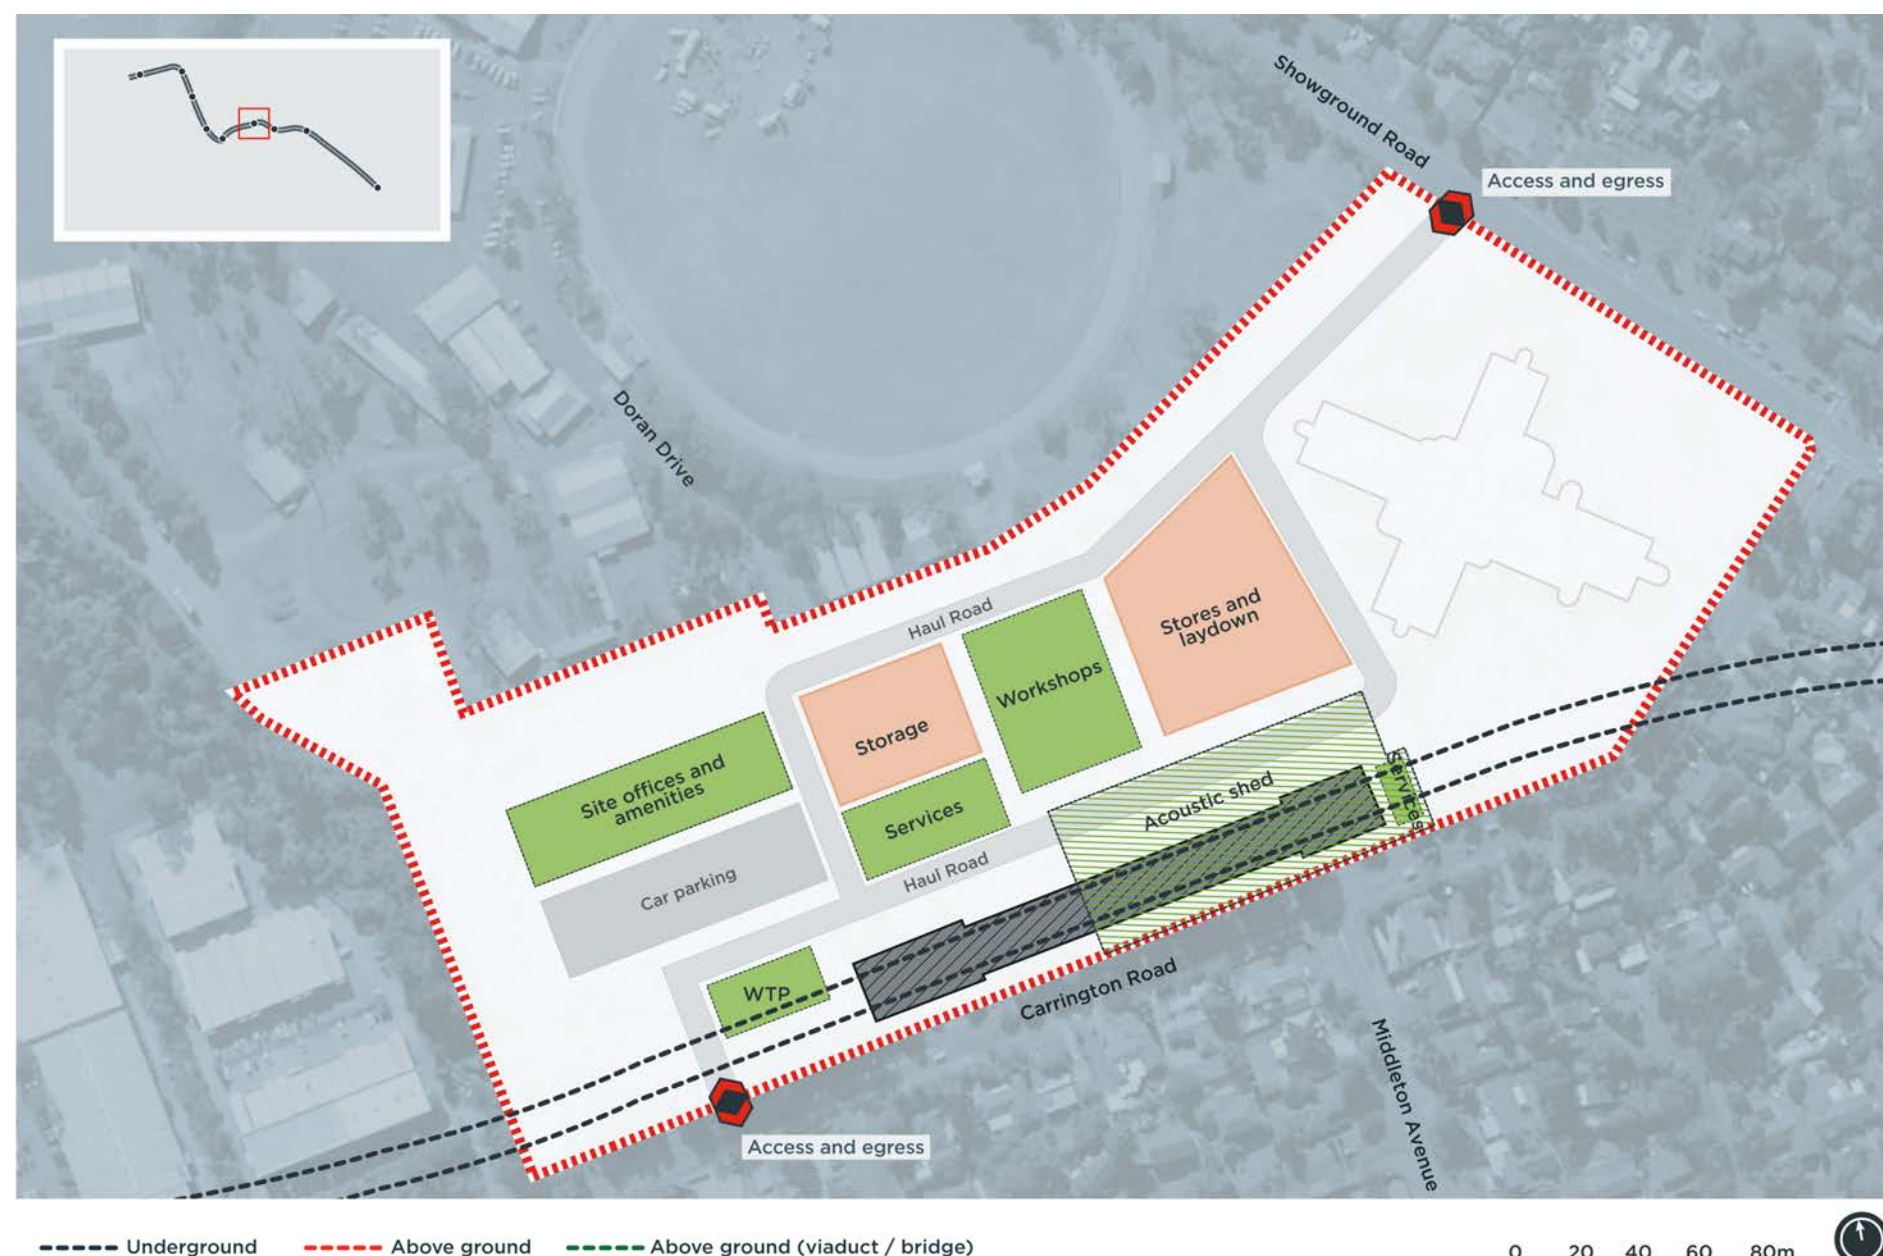 Showground Road
Access and egress
Doran Drive
Haul Road
Stores and
laydown
Workshops
Storage
Site offices and
amenities
Services
Acoustic shed
Services
Car parking
Haul Road
WTP
Carrington Road
Middleton Avenue
Access and egress
Underground
Above ground
Above ground (viaduct / bridge)
0 20 40 60 80m